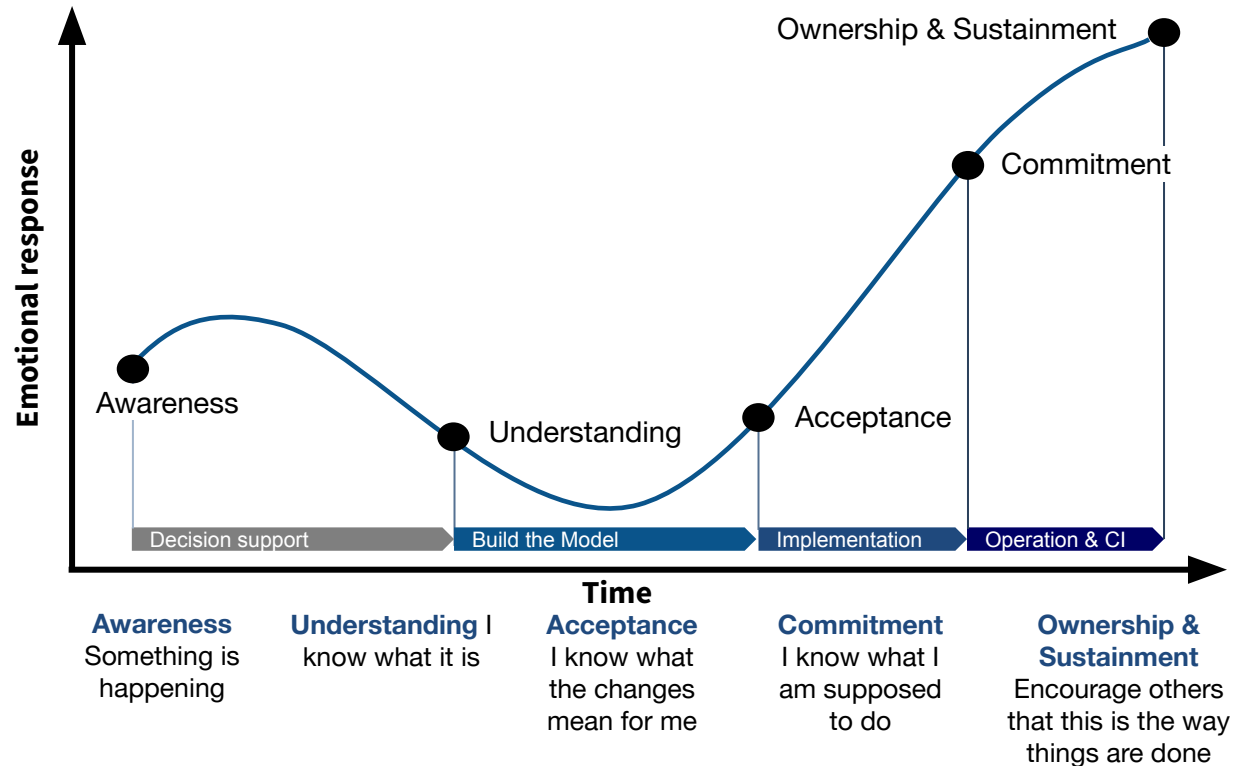 Ownership & Sustainment
Commitment
Emotional response
Awareness
Understanding
Acceptance
Decision support
Build the Model
Implementation
Operation & CI
Time
Awareness
Something is
happening
Understanding I
know what it is
Acceptance
I know what
the changes
mean for me
Commitment
I know what I
am supposed
to do
Ownership &
Sustainment
Encourage others
that this is the way
things are done